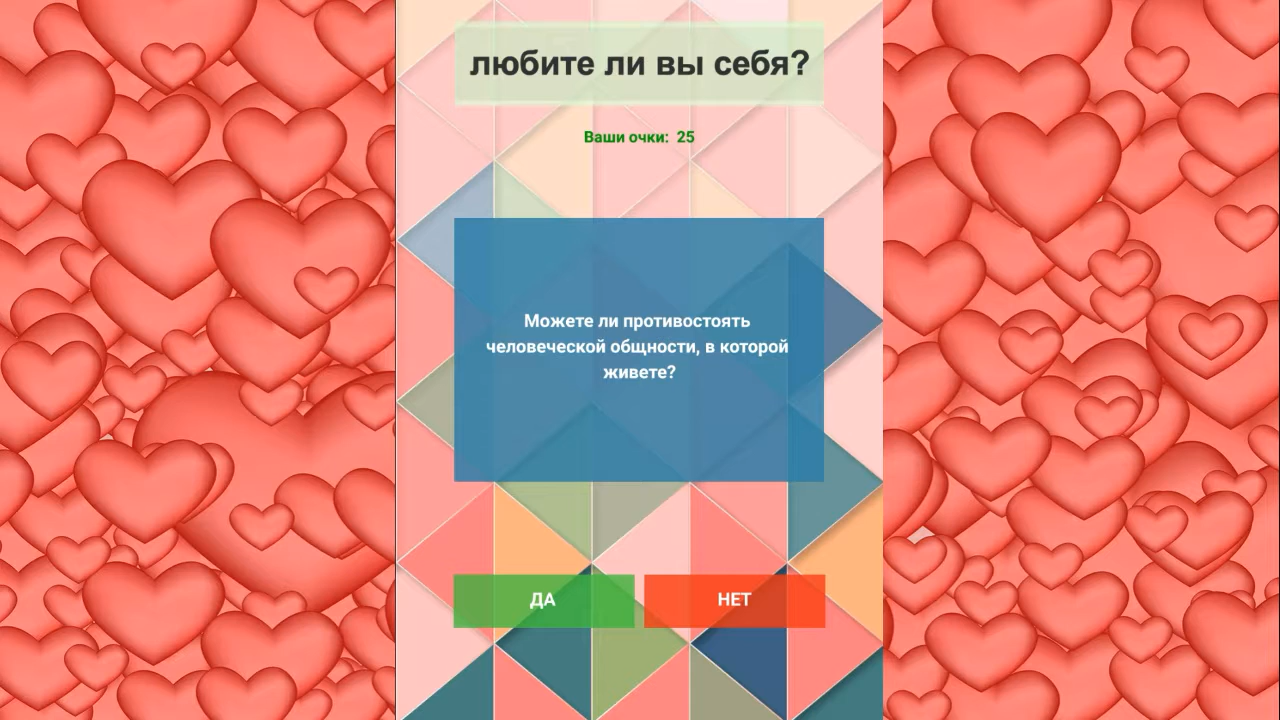 любите ли вы себя?
Ваши очки: 25
Можете ли противостоять
человеческой общности, в которой
живете?
ДА
НЕТ